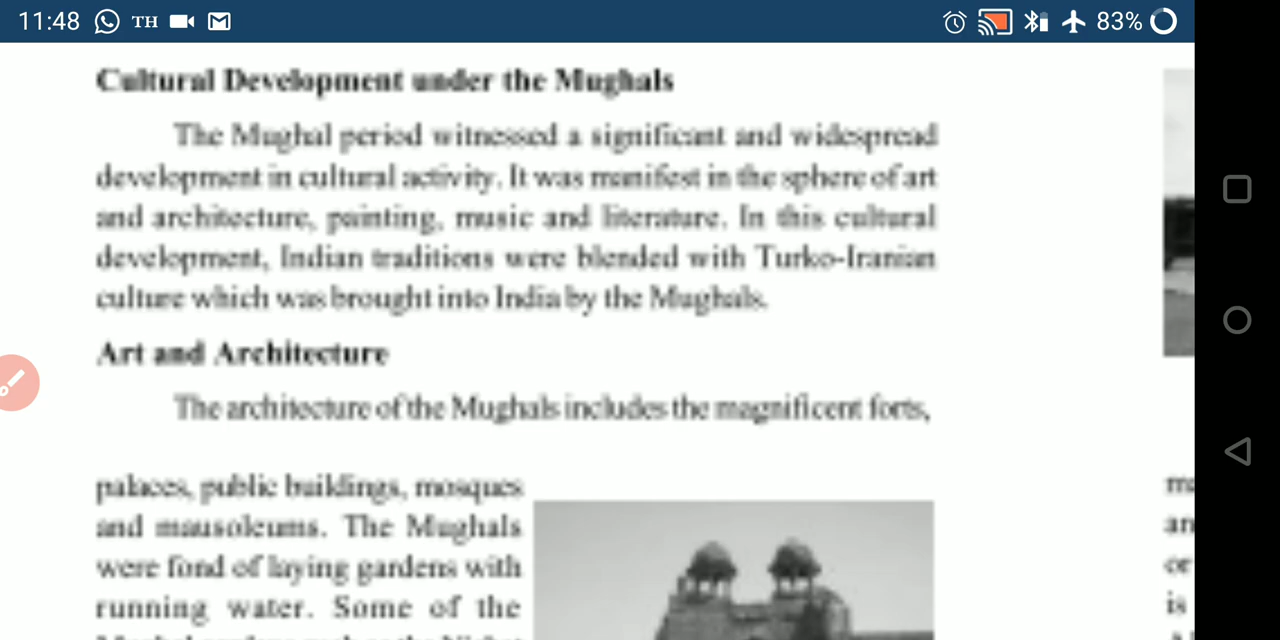 11:48 TH 83%
Cultural Development under the Mughals
The Mughal period witnessed a significant and widespread
development in cultural activity. It was manifest in the sphere of art
and architecture, painting, music and literature. In this cultural
development, Indian traditions were blended with Turko-Iranian
culture which was brought into India by the Mughals.
Art and Architecture
The architecture of the Mughals includes the magnificent forts,
palaces, public buildings, mosques
and mausoleums. The Mughals
were fond of laying gardens with
running water. Some of the
an
or
is